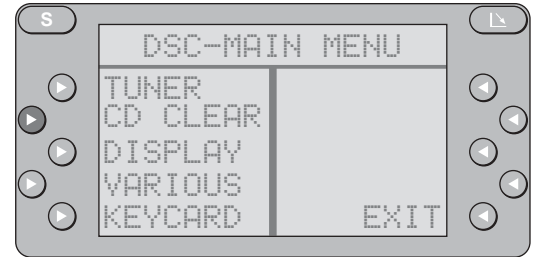 S
DSC-MAIN MENU
TUNER
CD CLEAR
DISPLAY
VARIOUS
KEYCARD EXIT